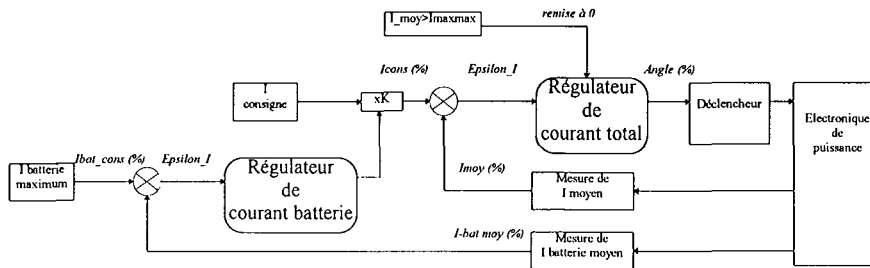 I_moy>Imaxmax
remise à 0
Icons (%)
Epsilon_I
Angle (%)
I
consigne
xK
Régulateur
de
courant total
Déclencheur
Electronique
de
puissance
Ibat_cons (%)
Epsilon_I
I batterie
maximum
Régulateur
de
courant batterie
Imoy (%)
Mesure de
I moyen
I-bat moy (%)
Mesure de
I batterie moyen